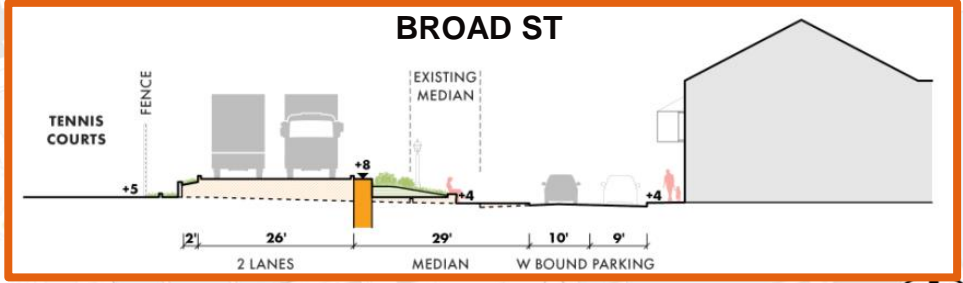 BROAD ST
FENCE
EXISTING
MEDIAN
TENNIS
COURTS
+8
+5
+4
+4
2'
26'
29'
10'
9'
2 LANES
MEDIAN
W BOUND
PARKING